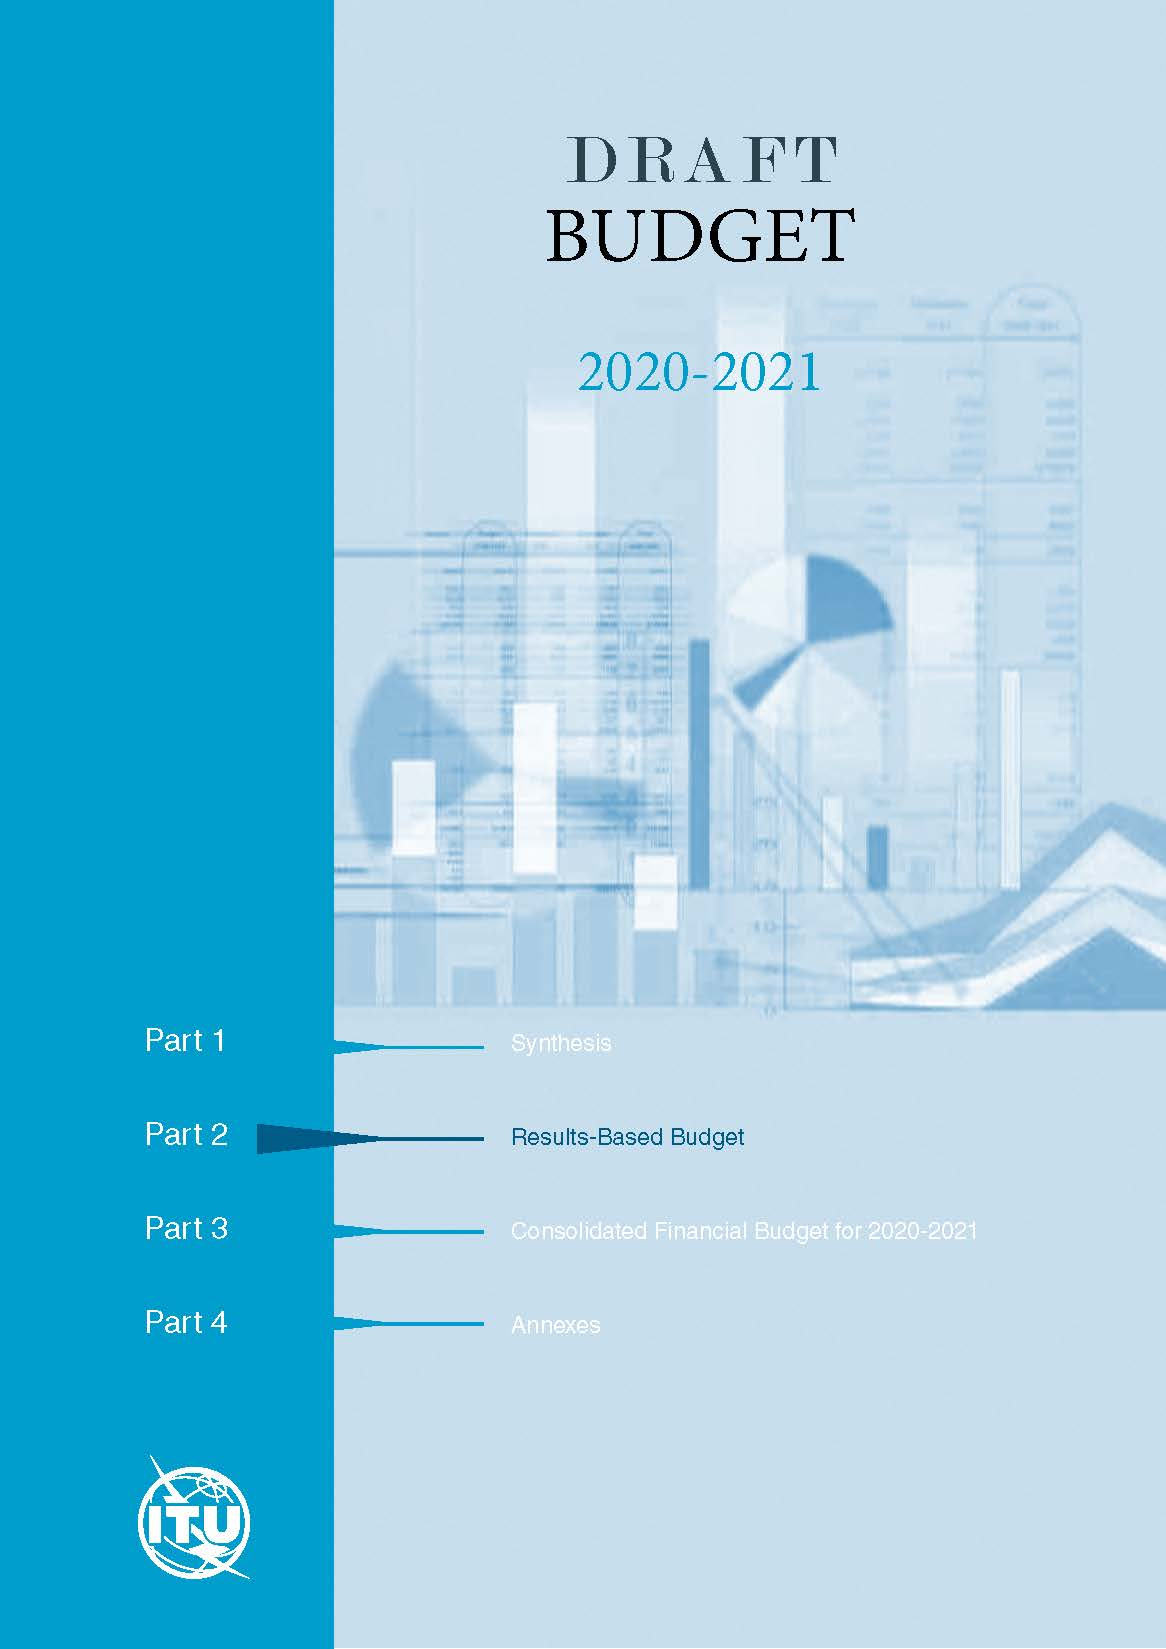 DRAFT
BUDGET
2020-2021
Part 1 Synthesis
Part 2 Results-Based Budget
Part 3 Consolidated Financial Budget for 2020-2021
Part 4 Annexes
ITU